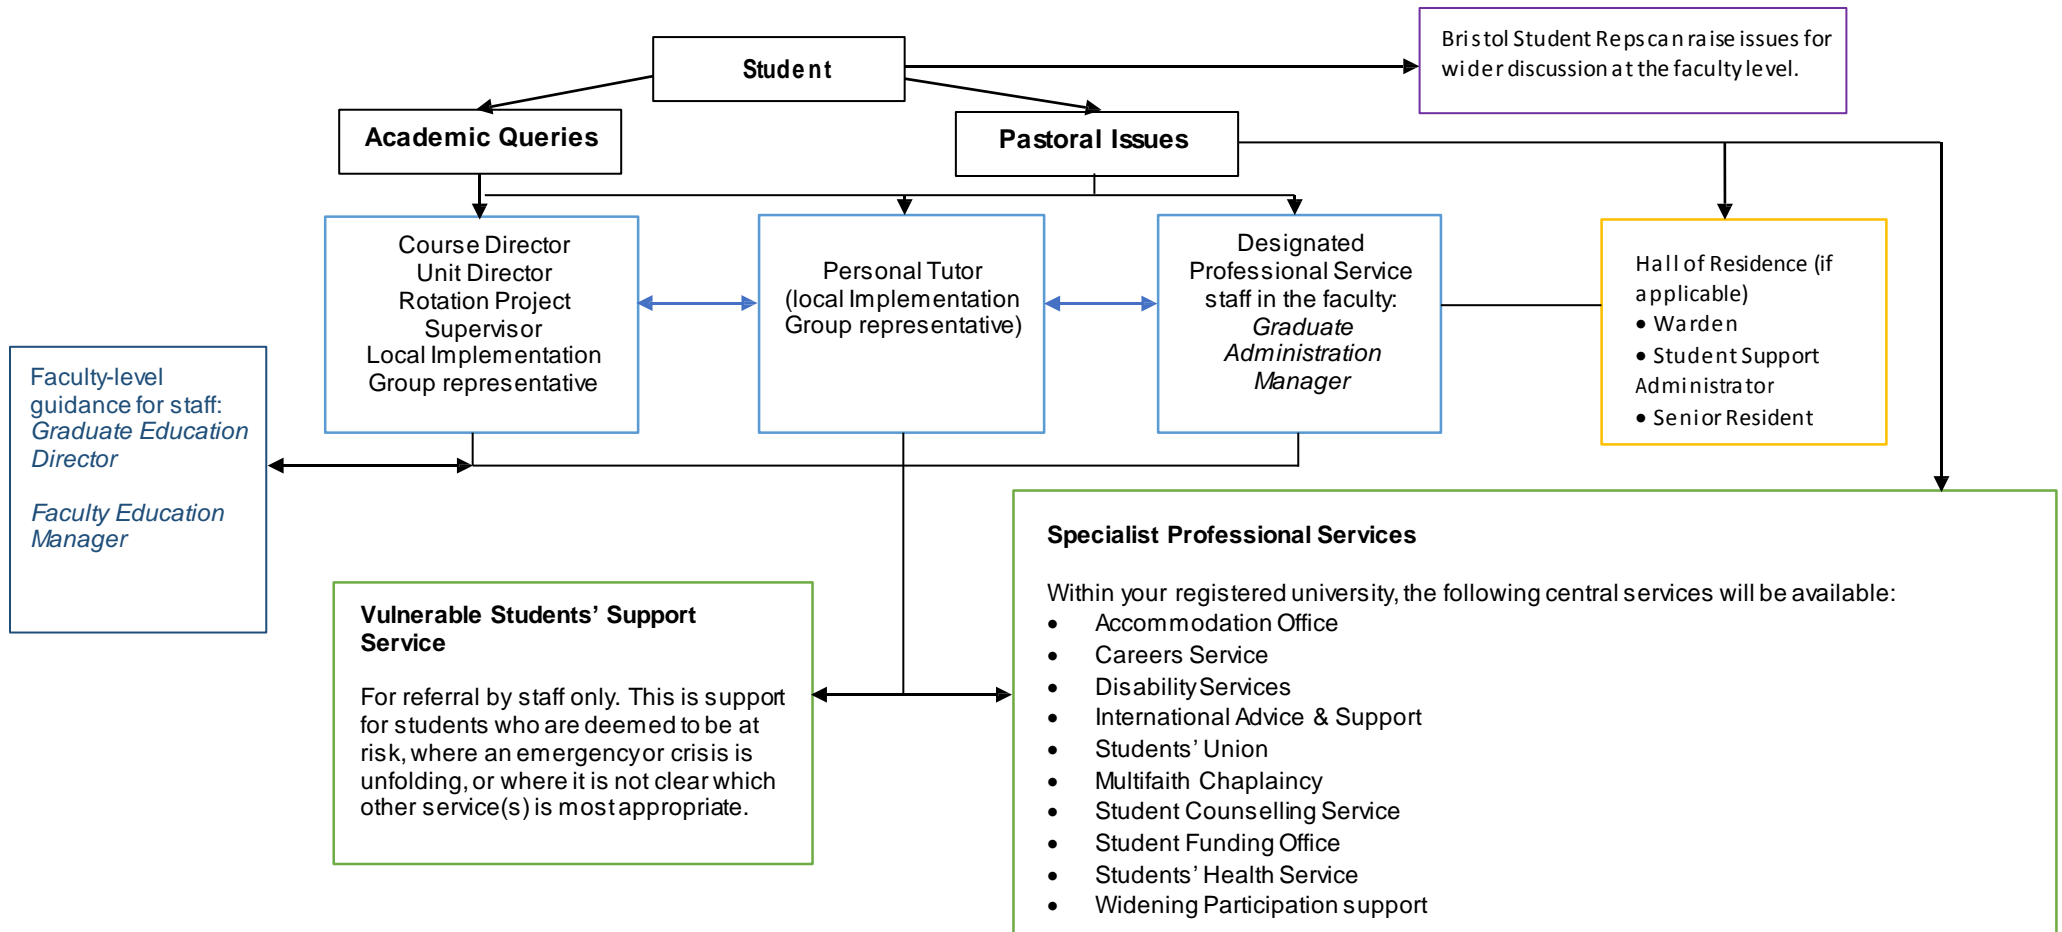 Student
Bristol Student Reps can raise issues for
wider discussion at the faculty level.
Academic Queries
Pastoral Issues
Course Director
Unit Director
Rotation Project
Supervisor
Local Implementation
Group representative
Personal Tutor
(local Implementation
Group representative)
Designated
Professional Service
staff in the faculty:
Graduate
Administration
Manager
Hall of Residence (if
applicable)
• Warden
• Student Support
Administrator
• Senior Resident
Faculty-level
guidance for staff:
Graduate Education
Director
Faculty Education
Manager
Vulnerable Students’ Support
Service
For referral by staff only. This is support
for students who are deemed to be at
risk, where an emergency or crisis is
unfolding, or where it is not clear which
other service(s) is most appropriate.
Specialist Professional Services
Within your registered university, the following central services will be available:
• Accommodation Office
• Careers Service
• Disability Services
• International Advice & Support
• Students’ Union
• Multifaith Chaplaincy
• Student Counselling Service
• Student Funding Office
• Students’ Health Service
• Widening Participation support